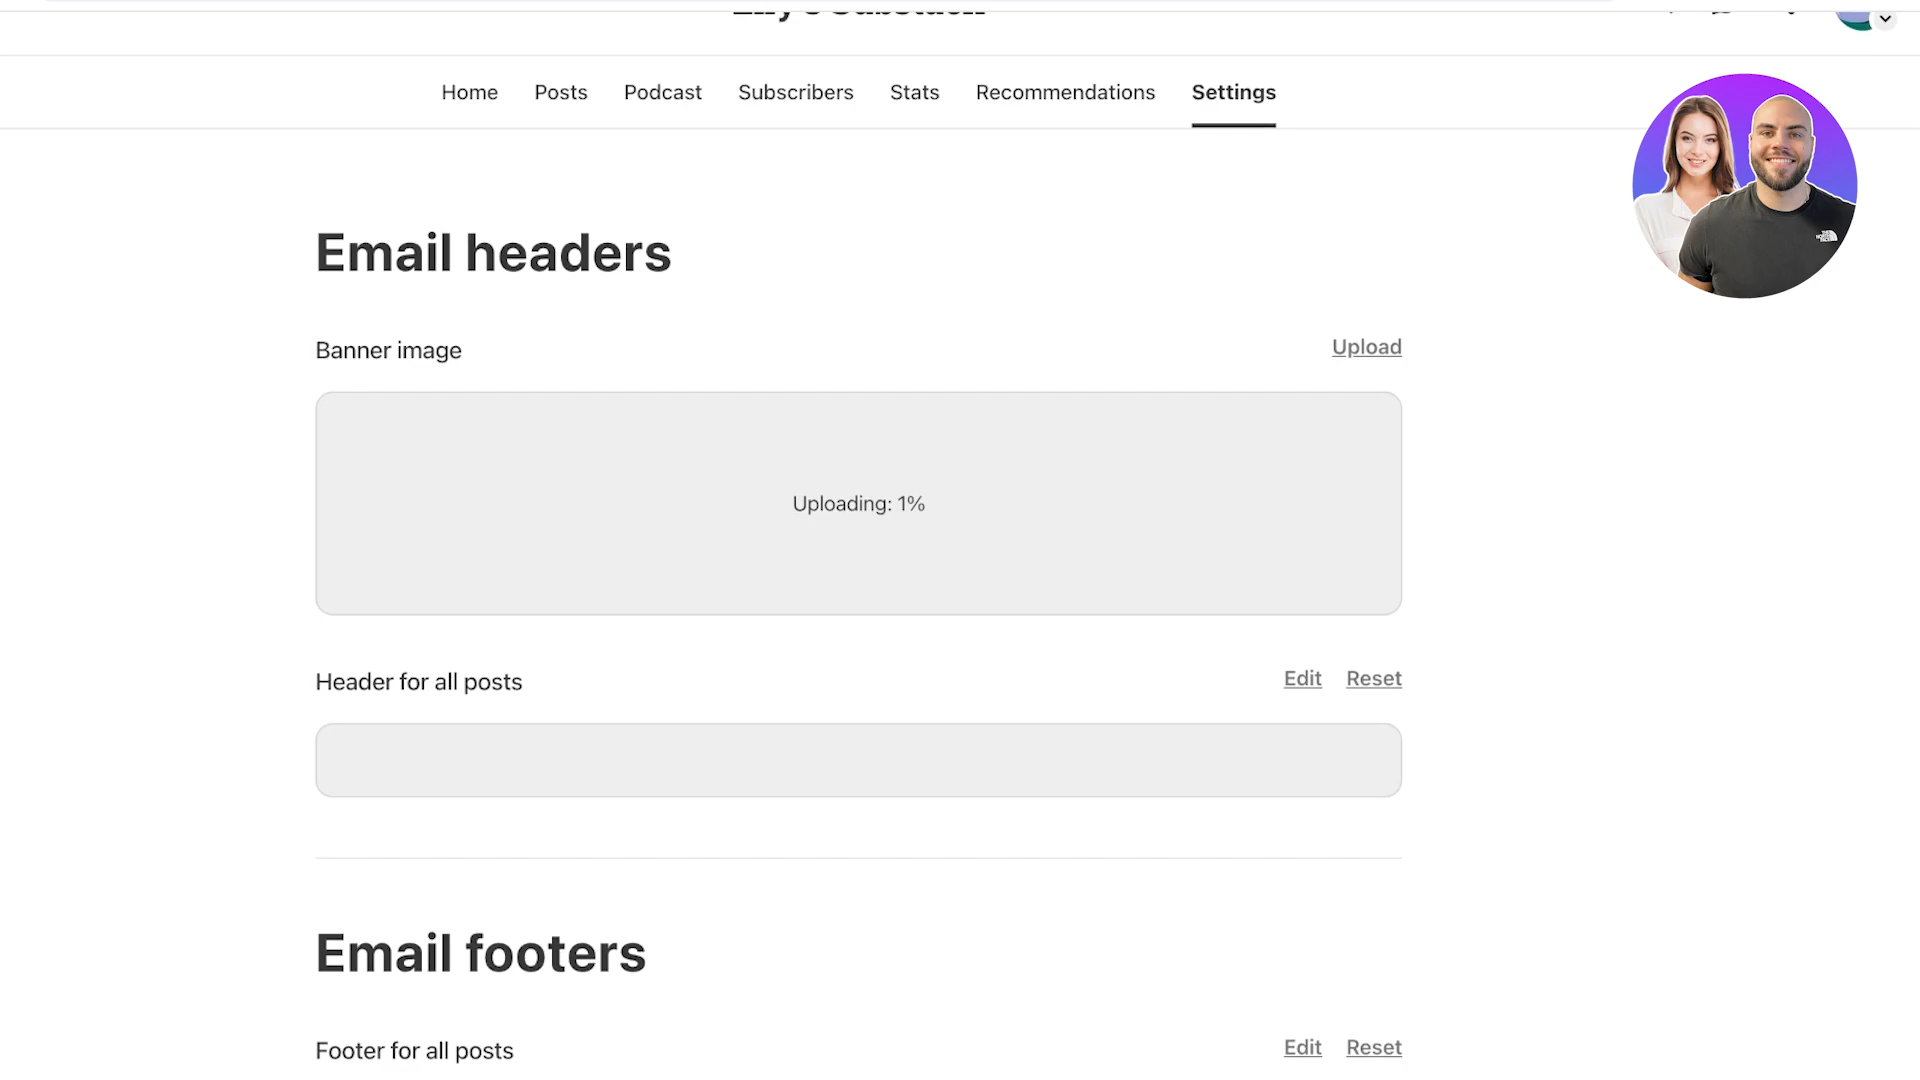 Home Posts Podcast Subscribers Stats Recommendations Settings
Email headers
Banner image Upload
Uploading: 1%
Header for all posts Edit Reset
Email footers
Footer for all posts Edit Reset